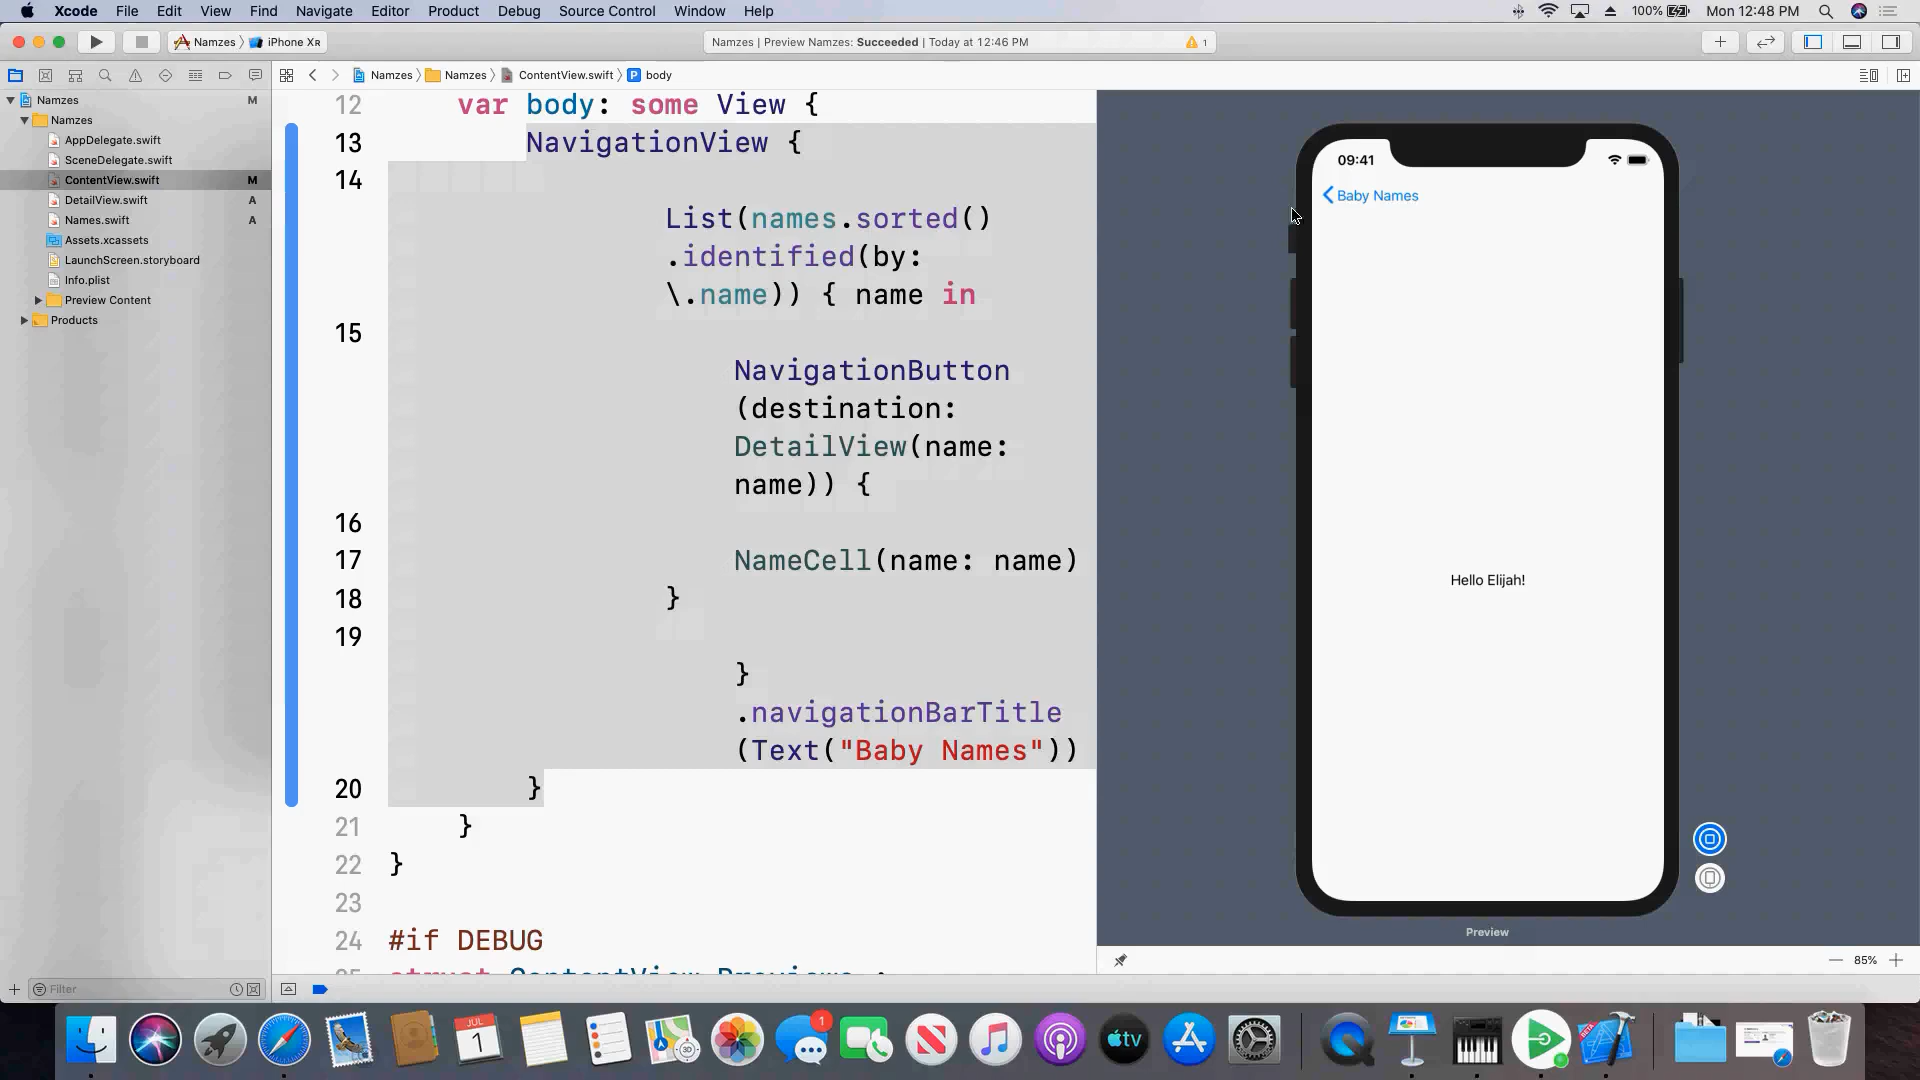 Xcode File Edit View Find Navigate Editor Product Debug Source Control Window Help
100% Mon 12:48 PM
Namzes iPhone XR
Namzes | Preview Namzes: Succeeded | Today at 12:46 PM
1
Namzes Namzes ContentView.swift body
Namzes M
Namzes
AppDelegate.swift
SceneDelegate.swift
ContentView.swift M
DetailView.swift A
Names.swift A
Assets.xcassets
LaunchScreen.storyboard
Info.plist
Preview Content
Products
Filter
12 var body: some View {
13 NavigationView {
14
List(names.sorted()
.identified(by:
\.name)) { name in
15
NavigationButton
(destination:
DetailView(name:
name)) {
16
17 NameCell(name: name)
18 }
19
}
.navigationBarTitle
(Text("Baby Names"))
20 }
21 }
22 }
23
24 #if DEBUG
09:41
Baby Names
Hello Elijah!
Preview
85%
1
JUL
1
3D
tv
BETA